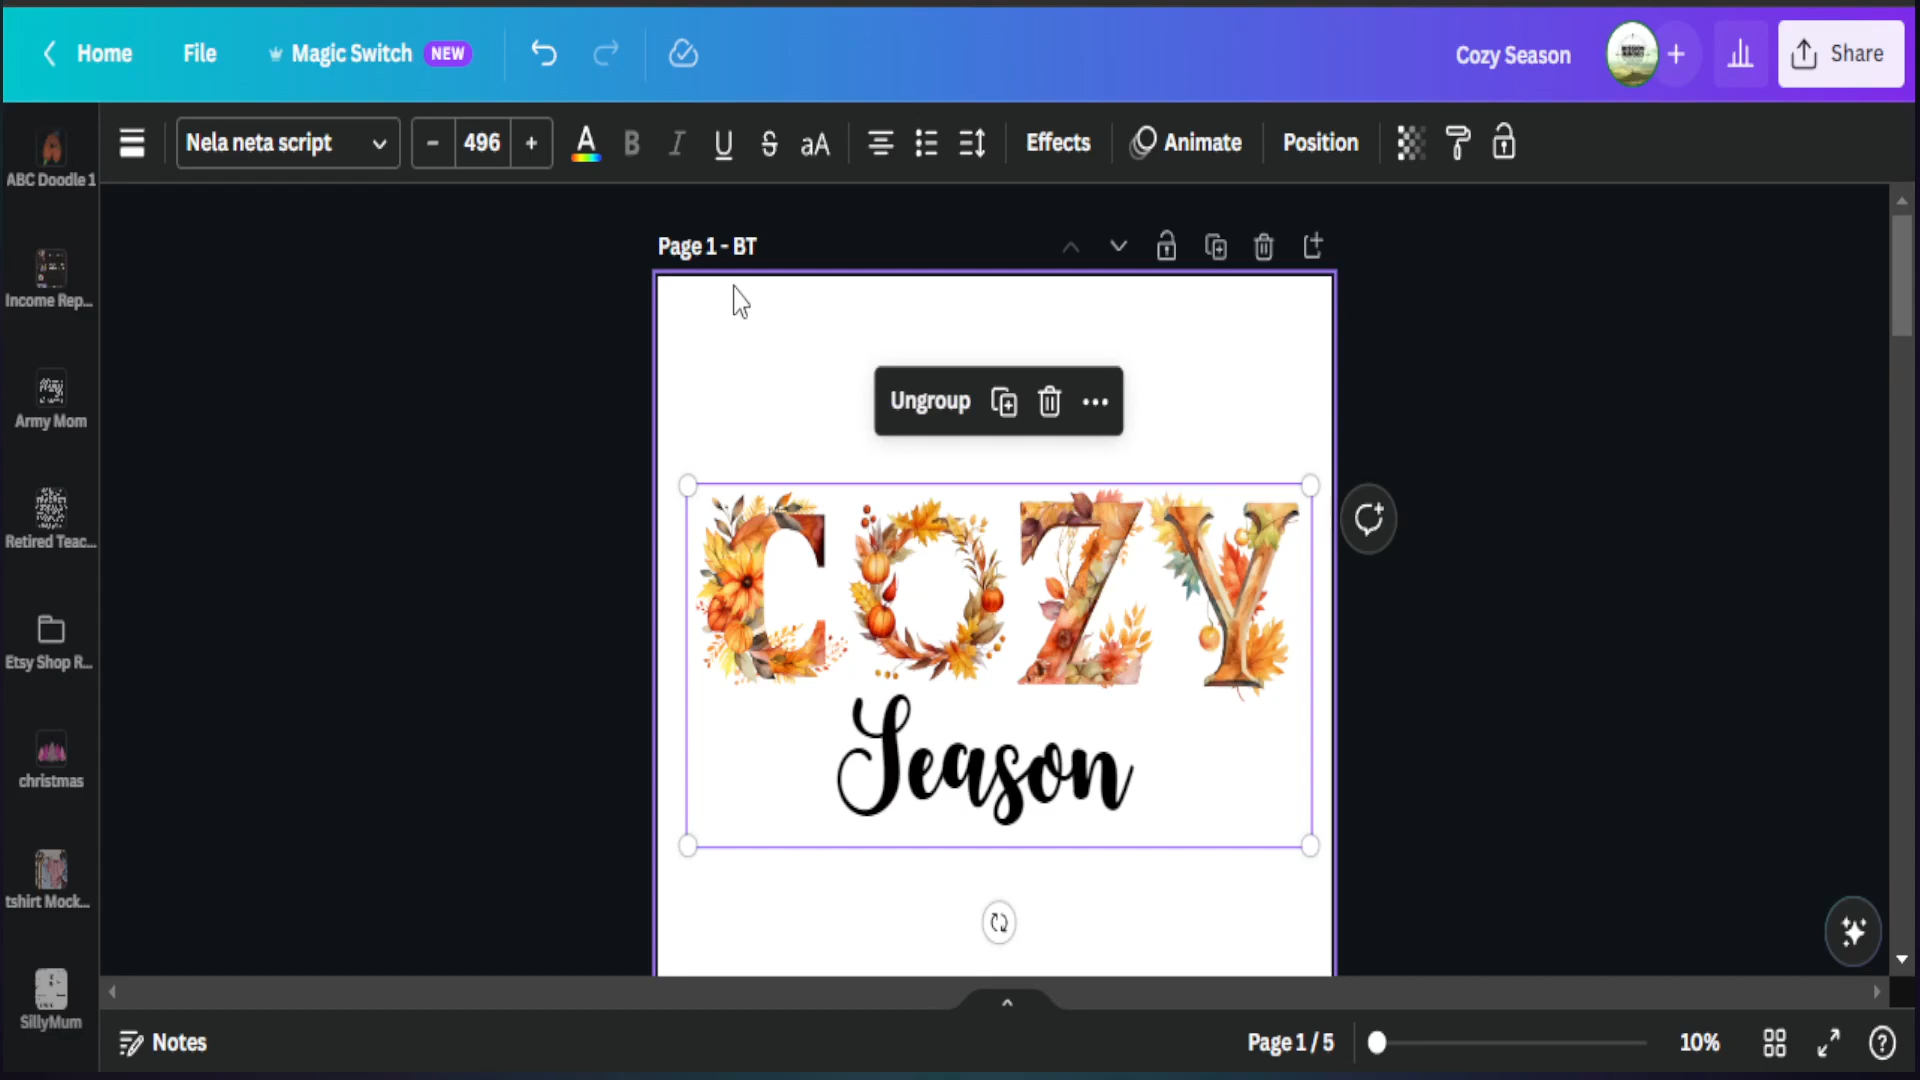 Home File Magic Switch NEW Cozy Season Share
Nela neta script 496 A B I U S aA Effects Animate Position
ABC Doodle 1
Income Rep...
Army Mom
Retired Teac...
Etsy Shop R...
christmas
tshirt Mock...
SillyMum
Page 1 - BT
Ungroup
COZY
Season
Notes Page 1 / 5 10%